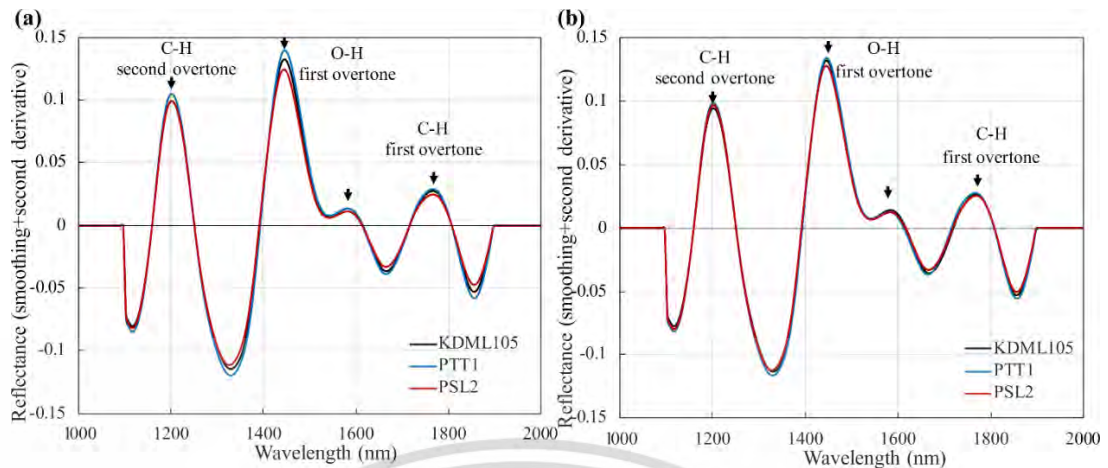 (a)
Reflectance (smoothing+second derivative)
0.15
0.1
0.05
0
-0.05
-0.1
-0.15
C-H
second overtone
O-H
first overtone
C-H
first overtone
KDML105
PTT1
PSL2
1000 1200 1400 1600 1800 2000
Wavelength (nm)
(b)
Reflectance (smoothing+second derivative)
0.15
0.1
0.05
0
-0.05
-0.1
-0.15
C-H
second overtone
O-H
first overtone
C-H
first overtone
KDML105
PTT1
PSL2
1000 1200 1400 1600 1800 2000
Wavelength (nm)